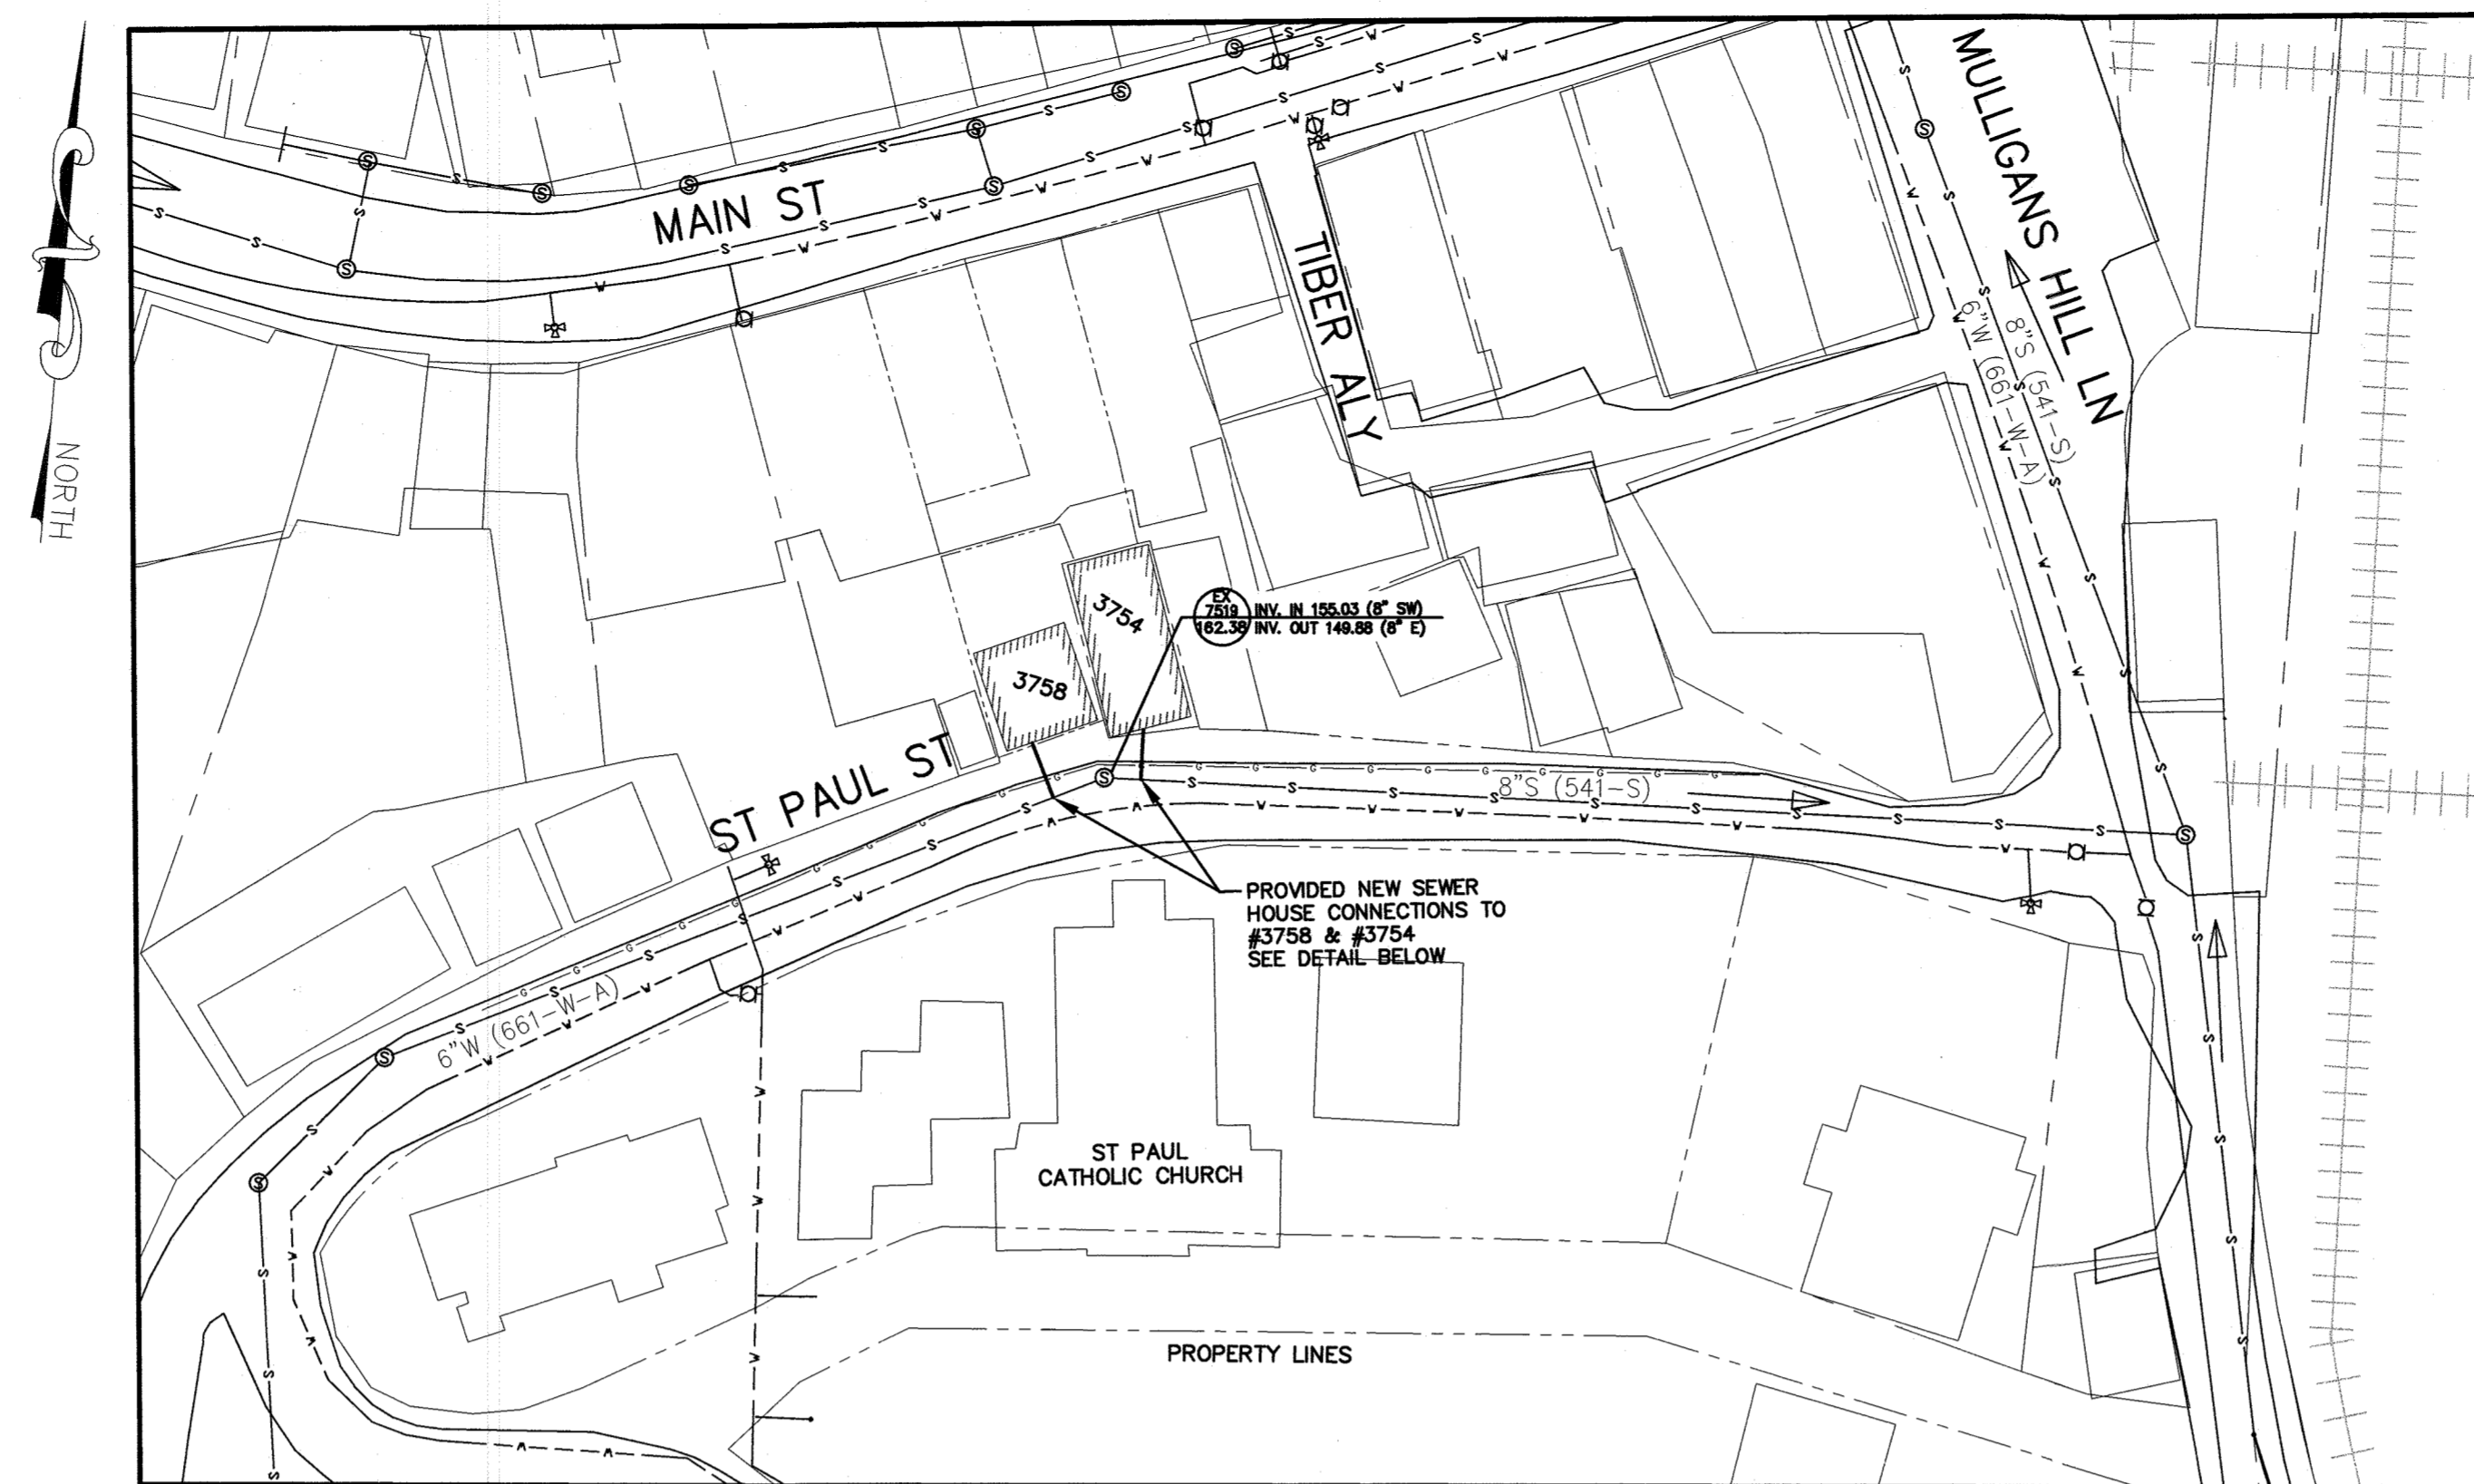 MAIN ST
TIBER ALY
MULLIGANS HILL LN
6"W (661-W-A)
8"S (541-S)
NORTH
3754
3758
EX
7519
162.38
INV. IN 155.03 (8" SW)
INV. OUT 149.88 (8" E)
ST PAUL ST
8"S (541-S)
PROVIDED NEW SEWER
HOUSE CONNECTIONS TO
#3758 & #3754
SEE DETAIL BELOW
6"W (661-W-A)
ST PAUL
CATHOLIC CHURCH
PROPERTY LINES